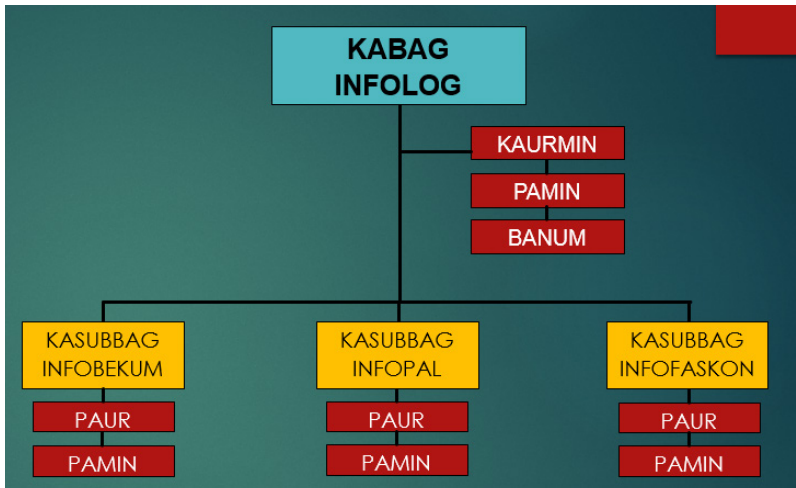 KABAG
INFOLOG
KAURMIN
PAMIN
BANUM
KASUBBAG
INFOBEKUM
PAUR
PAMIN
KASUBBAG
INFOPAL
PAUR
PAMIN
KASUBBAG
INFOFASKON
PAUR
PAMIN